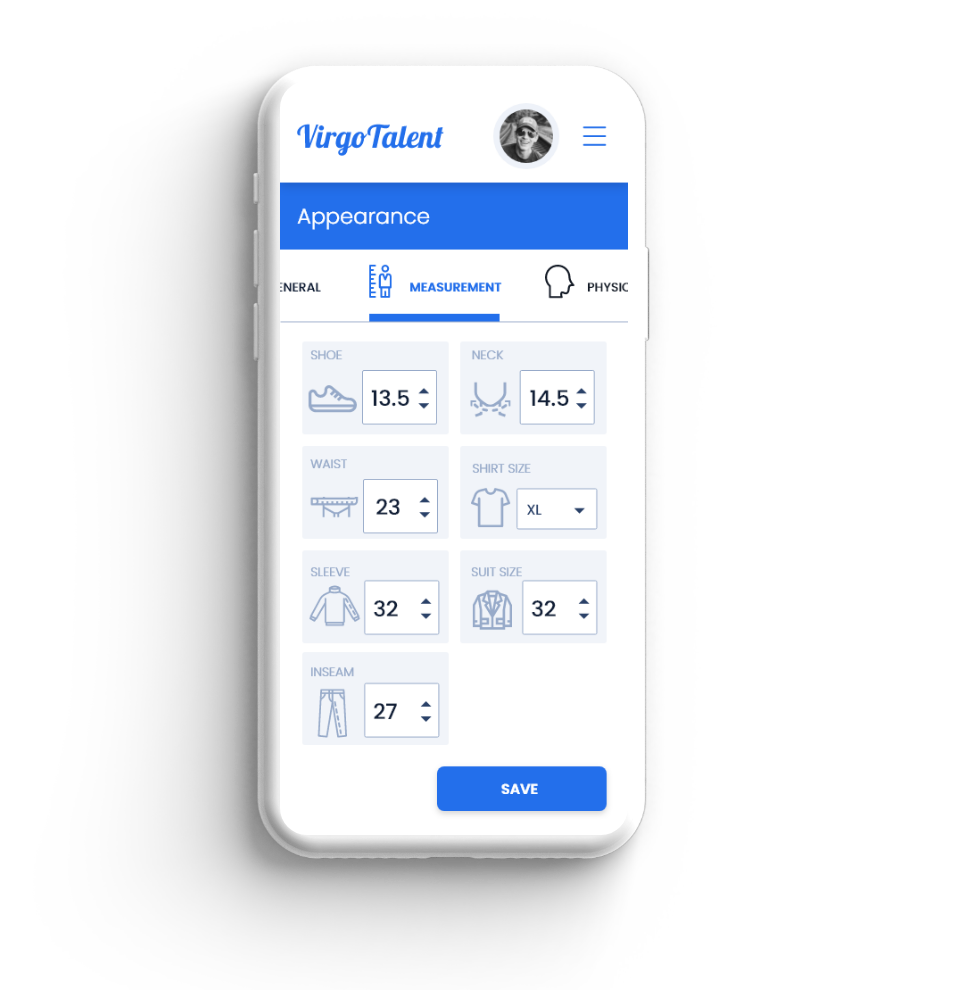 VirgoTalent
Appearance
ENERAL
MEASUREMENT
PHYSIC
SHOE
13.5
NECK
14.5
WAIST
23
SHIRT SIZE
XL
SLEEVE
32
SUIT SIZE
32
INSEAM
27
SAVE